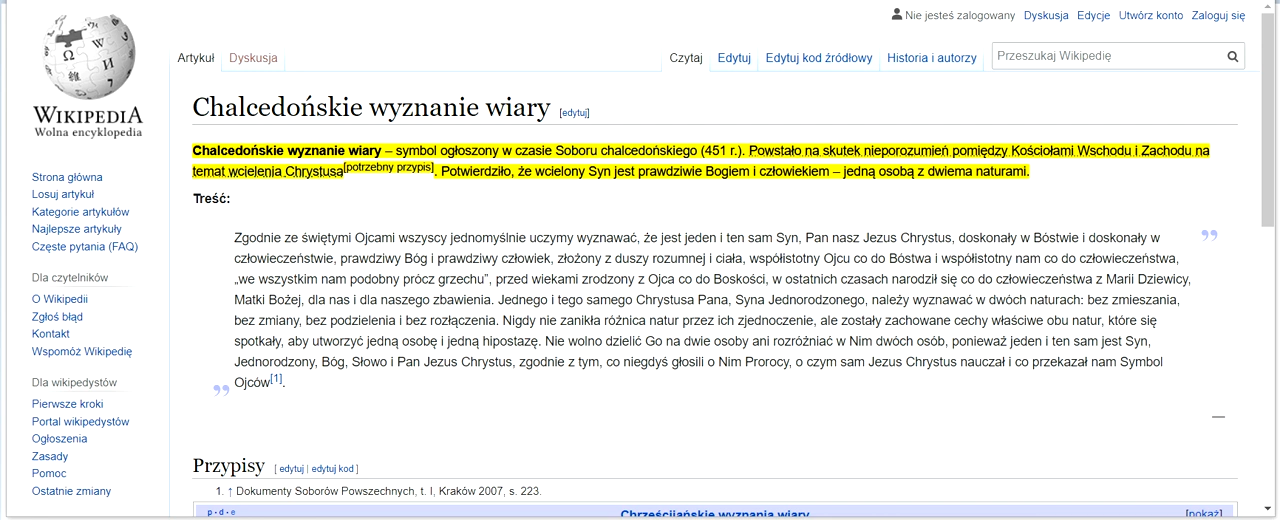 Nie jesteś zalogowany Dyskusja Edycje Utwórz konto Zaloguj się
Artykuł Dyskusja Czytaj Edytuj Edytuj kod źródłowy Historia i autorzy Przeszukaj Wikipedię
WIKIPEDIA
Wolna encyklopedia
Strona główna
Losuj artykuł
Kategorie artykułów
Najlepsze artykuły
Częste pytania (FAQ)
Dla czytelników
O Wikipedii
Zgłoś błąd
Kontakt
Wspomóż Wikipedię
Dla wikipedystów
Pierwsze kroki
Portal wikipedystów
Ogłoszenia
Zasady
Pomoc
Ostatnie zmiany
Chalcedońskie wyznanie wiary [edytuj]
Chalcedońskie wyznanie wiary – symbol ogłoszony w czasie Soboru chalcedońskiego (451 r.). Powstało na skutek nieporozumień pomiędzy Kościołami Wschodu i Zachodu na
temat wcielenia Chrystusa[potrzebny przypis]. Potwierdziło, że wcielony Syn jest prawdziwie Bogiem i człowiekiem – jedną osobą z dwiema naturami.
Treść:
Zgodnie ze świętymi Ojcami wszyscy jednomyślnie uczymy wyznawać, że jest jeden i ten sam Syn, Pan nasz Jezus Chrystus, doskonały w Bóstwie i doskonały w
człowieczeństwie, prawdziwy Bóg i prawdziwy człowiek, złożony z duszy rozumnej i ciała, współistotny Ojcu co do Bóstwa i współistotny nam co do człowieczeństwa,
„we wszystkim nam podobny prócz grzechu”, przed wiekami zrodzony z Ojca co do Boskości, w ostatnich czasach narodził się co do człowieczeństwa z Marii Dziewicy,
Matki Bożej, dla nas i dla naszego zbawienia. Jednego i tego samego Chrystusa Pana, Syna Jednorodzonego, należy wyznawać w dwóch naturach: bez zmieszania,
bez zmiany, bez podzielenia i bez rozłączenia. Nigdy nie zanikła różnica natur przez ich zjednoczenie, ale zostały zachowane cechy właściwe obu natur, które się
spotkały, aby utworzyć jedną osobę i jedną hipostazę. Nie wolno dzielić Go na dwie osoby ani rozróżniać w Nim dwóch osób, ponieważ jeden i ten sam jest Syn,
Jednorodzony, Bóg, Słowo i Pan Jezus Chrystus, zgodnie z tym, co niegdyś głosili o Nim Prorocy, o czym sam Jezus Chrystus nauczał i co przekazał nam Symbol
Ojców[1].
—
Przypisy [ edytuj | edytuj kod ]
1. ↑ Dokumenty Soborów Powszechnych, t. I, Kraków 2007, s. 223.
p · d · e Chrześcijańskie wyznania wiary [pokaż]